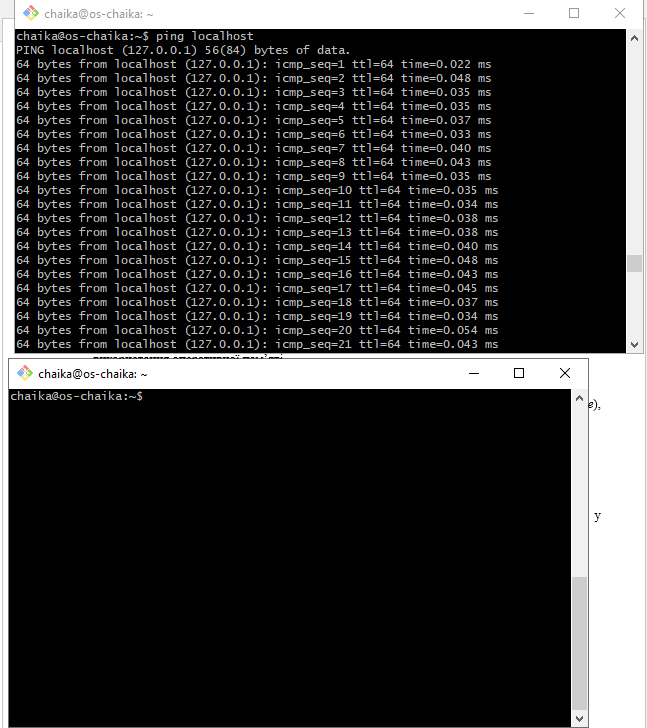 chaika@os-chaika: ~
chaika@os-chaika:~$ ping localhost
PING localhost (127.0.0.1) 56(84) bytes of data.
64 bytes from localhost (127.0.0.1): icmp_seq=1 ttl=64 time=0.022 ms
64 bytes from localhost (127.0.0.1): icmp_seq=2 ttl=64 time=0.048 ms
64 bytes from localhost (127.0.0.1): icmp_seq=3 ttl=64 time=0.035 ms
64 bytes from localhost (127.0.0.1): icmp_seq=4 ttl=64 time=0.035 ms
64 bytes from localhost (127.0.0.1): icmp_seq=5 ttl=64 time=0.037 ms
64 bytes from localhost (127.0.0.1): icmp_seq=6 ttl=64 time=0.033 ms
64 bytes from localhost (127.0.0.1): icmp_seq=7 ttl=64 time=0.040 ms
64 bytes from localhost (127.0.0.1): icmp_seq=8 ttl=64 time=0.043 ms
64 bytes from localhost (127.0.0.1): icmp_seq=9 ttl=64 time=0.035 ms
64 bytes from localhost (127.0.0.1): icmp_seq=10 ttl=64 time=0.035 ms
64 bytes from localhost (127.0.0.1): icmp_seq=11 ttl=64 time=0.034 ms
64 bytes from localhost (127.0.0.1): icmp_seq=12 ttl=64 time=0.038 ms
64 bytes from localhost (127.0.0.1): icmp_seq=13 ttl=64 time=0.038 ms
64 bytes from localhost (127.0.0.1): icmp_seq=14 ttl=64 time=0.040 ms
64 bytes from localhost (127.0.0.1): icmp_seq=15 ttl=64 time=0.048 ms
64 bytes from localhost (127.0.0.1): icmp_seq=16 ttl=64 time=0.043 ms
64 bytes from localhost (127.0.0.1): icmp_seq=17 ttl=64 time=0.045 ms
64 bytes from localhost (127.0.0.1): icmp_seq=18 ttl=64 time=0.037 ms
64 bytes from localhost (127.0.0.1): icmp_seq=19 ttl=64 time=0.034 ms
64 bytes from localhost (127.0.0.1): icmp_seq=20 ttl=64 time=0.054 ms
64 bytes from localhost (127.0.0.1): icmp_seq=21 ttl=64 time=0.043 ms
chaika@os-chaika: ~
chaika@os-chaika:~$
е),
у